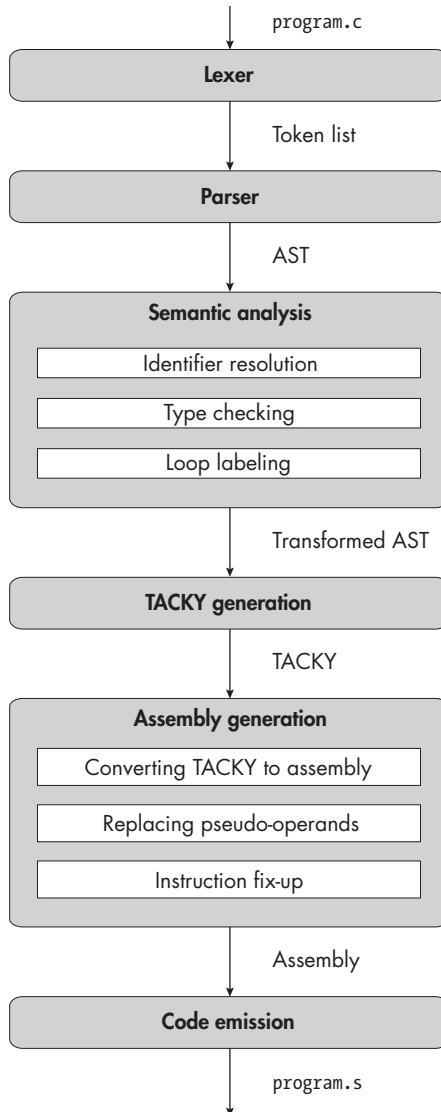 program.c
Lexer
Token list
Parser
AST
Semantic analysis
Identifier resolution
Type checking
Loop labeling
Transformed AST
TACKY generation
TACKY
Assembly generation
Converting TACKY to assembly
Replacing pseudo-operands
Instruction fix-up
Assembly
Code emission
program.s